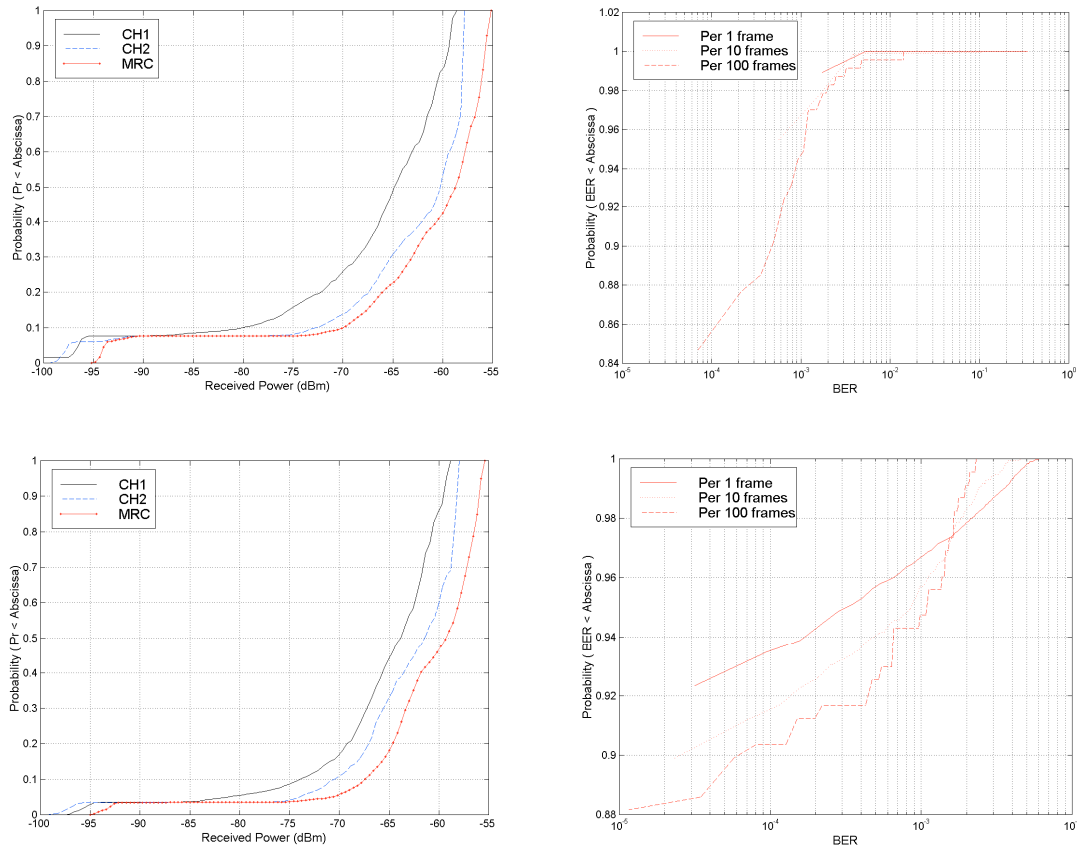 CH1
CH2
MRC
1
0.9
0.8
0.7
0.6
0.5
0.4
0.3
0.2
0.1
0
Probability ( Pr < Abscissa)
-100 -95 -90 -85 -80 -75 -70 -65 -60 -55
Received Power (dBm)
Per 1 frame
Per 10 frames
Per 100 frames
1.02
1
0.98
0.96
0.94
0.92
0.9
0.88
0.86
0.84
Probability ( BER < Abscissa )
10^-5 10^-4 10^-3 10^-2 10^-1 10^0
BER
CH1
CH2
MRC
1
0.9
0.8
0.7
0.6
0.5
0.4
0.3
0.2
0.1
0
Probability ( Pr < Abscissa)
-100 -95 -90 -85 -80 -75 -70 -65 -60 -55
Received Power (dBm)
Per 1 frame
Per 10 frames
Per 100 frames
1
0.98
0.96
0.94
0.92
0.9
0.88
Probability ( BER < Abscissa )
10^-5 10^-4 10^-3
BER